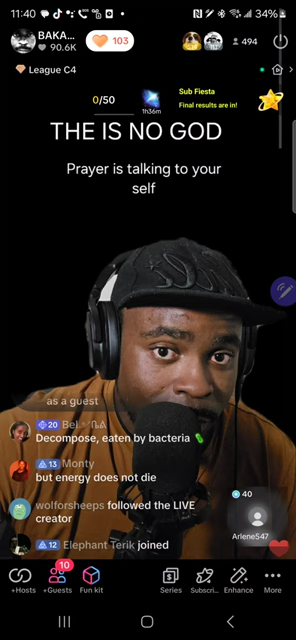 11:40
34%
BAKA...
90.6K
103
494
League C4
0/50
1h36m
Sub Fiesta
Final results are in!
THE IS NO GOD
Prayer is talking to your
self
as a guest
20
Decompose, eaten by bacteria
13 Monty
but energy does not die
wolforsheeps followed the LIVE
creator
12 Elephant Terik joined
40
Arlene547
10
+Hosts
+Guests
Fun kit
Series
Subscri...
Enhance
More